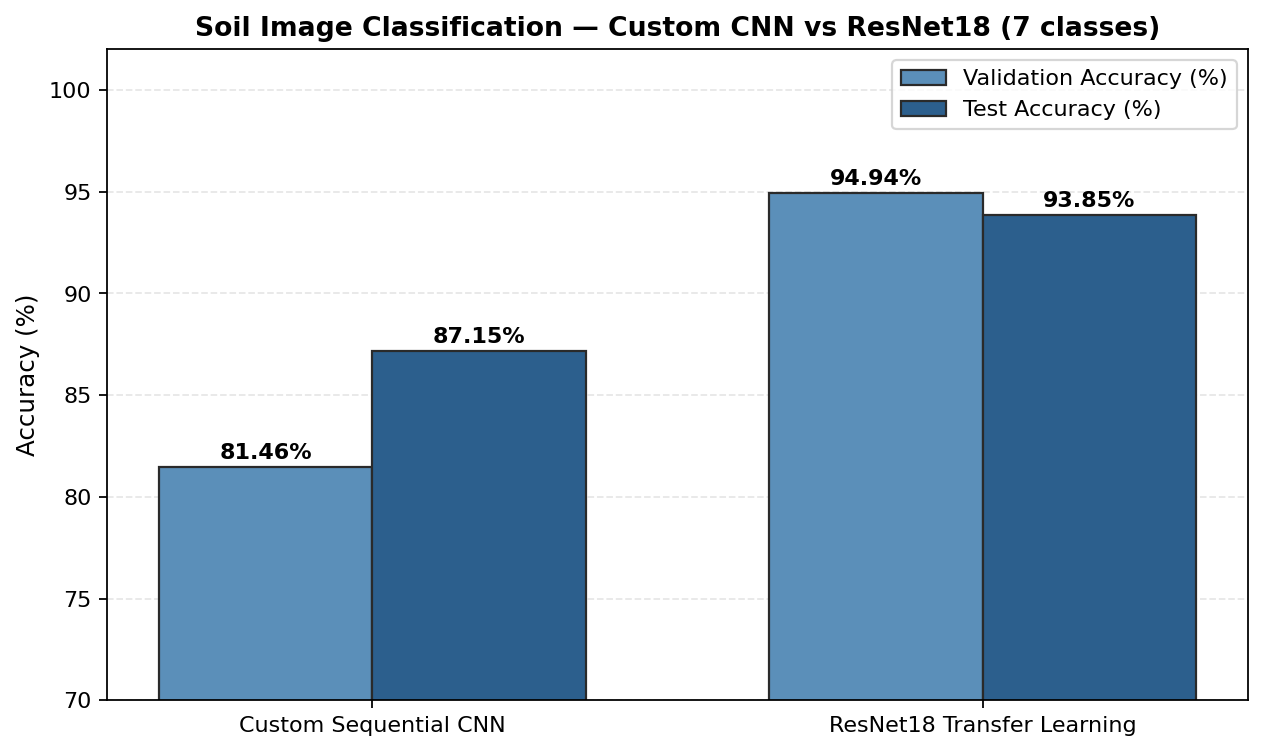 Soil Image Classification — Custom CNN vs ResNet18 (7 classes)
Validation Accuracy (%)
Test Accuracy (%)
Accuracy (%)
100
95
90
85
80
75
70
81.46%
87.15%
94.94%
93.85%
Custom Sequential CNN
ResNet18 Transfer Learning